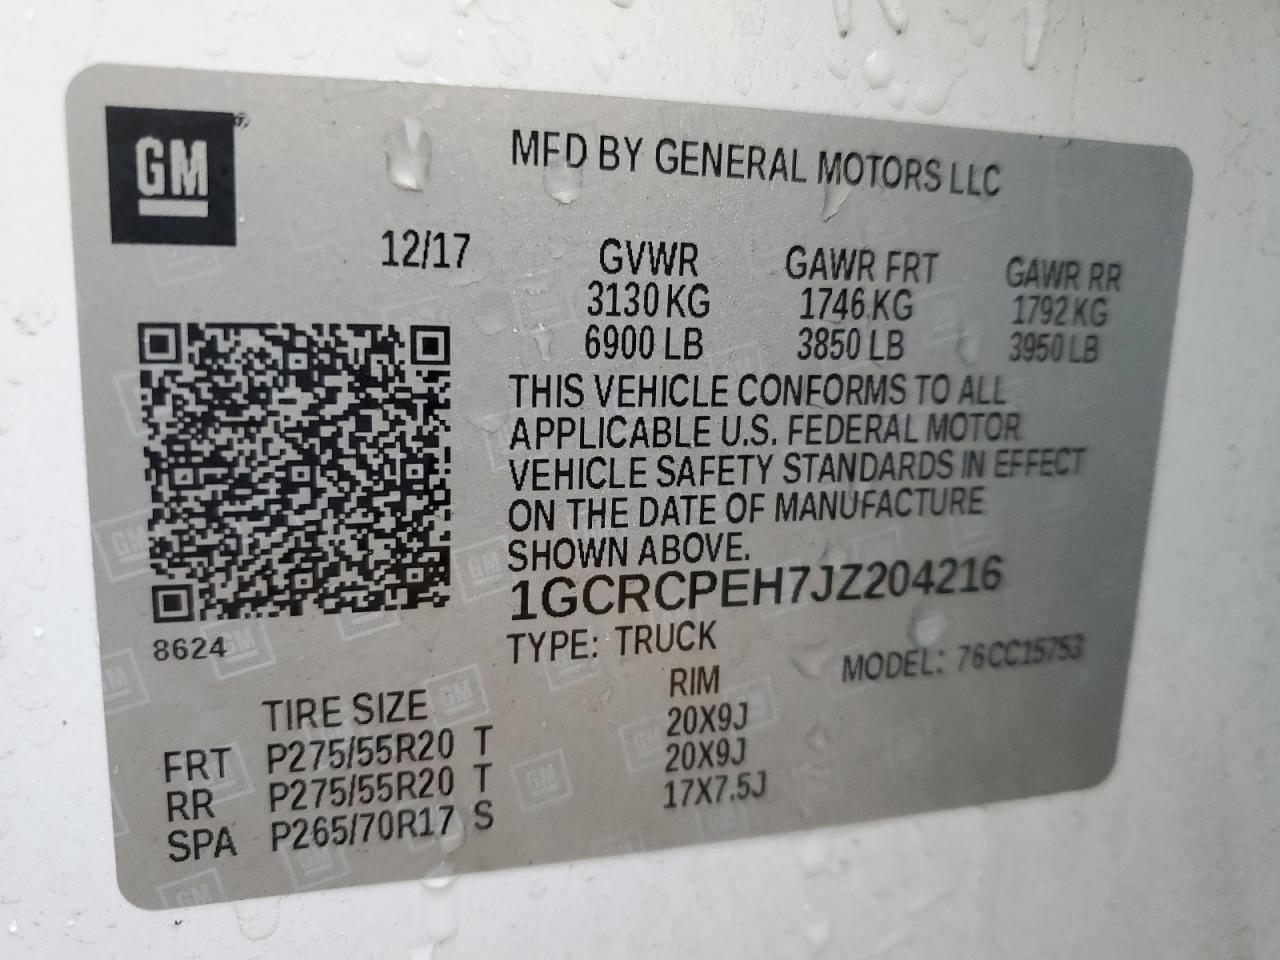 GM
MFD BY GENERAL MOTORS LLC
12/17
GVWR GAWR FRT GAWR RR
3130 KG 1746 KG 1792 KG
6900 LB 3850 LB 3950 LB
THIS VEHICLE CONFORMS TO ALL
APPLICABLE U.S. FEDERAL MOTOR
VEHICLE SAFETY STANDARDS IN EFFECT
ON THE DATE OF MANUFACTURE
SHOWN ABOVE.
1GCRCPEH7JZ204216
8624
TYPE: TRUCK MODEL: 76CC15753
TIRE SIZE RIM
FRT P275/55R20 T 20X9J
RR P275/55R20 T 20X9J
SPA P265/70R17 S 17X7.5J